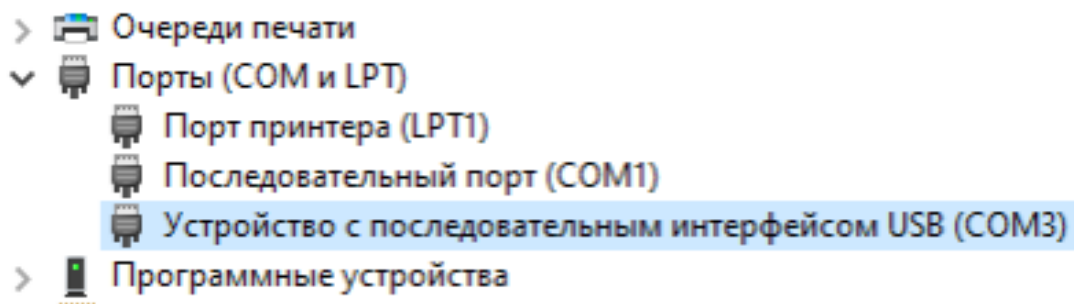 Очереди печати
Порты (COM и LPT)
Порт принтера (LPT1)
Последовательный порт (COM1)
Устройство с последовательным интерфейсом USB (COM3)
Программные устройства